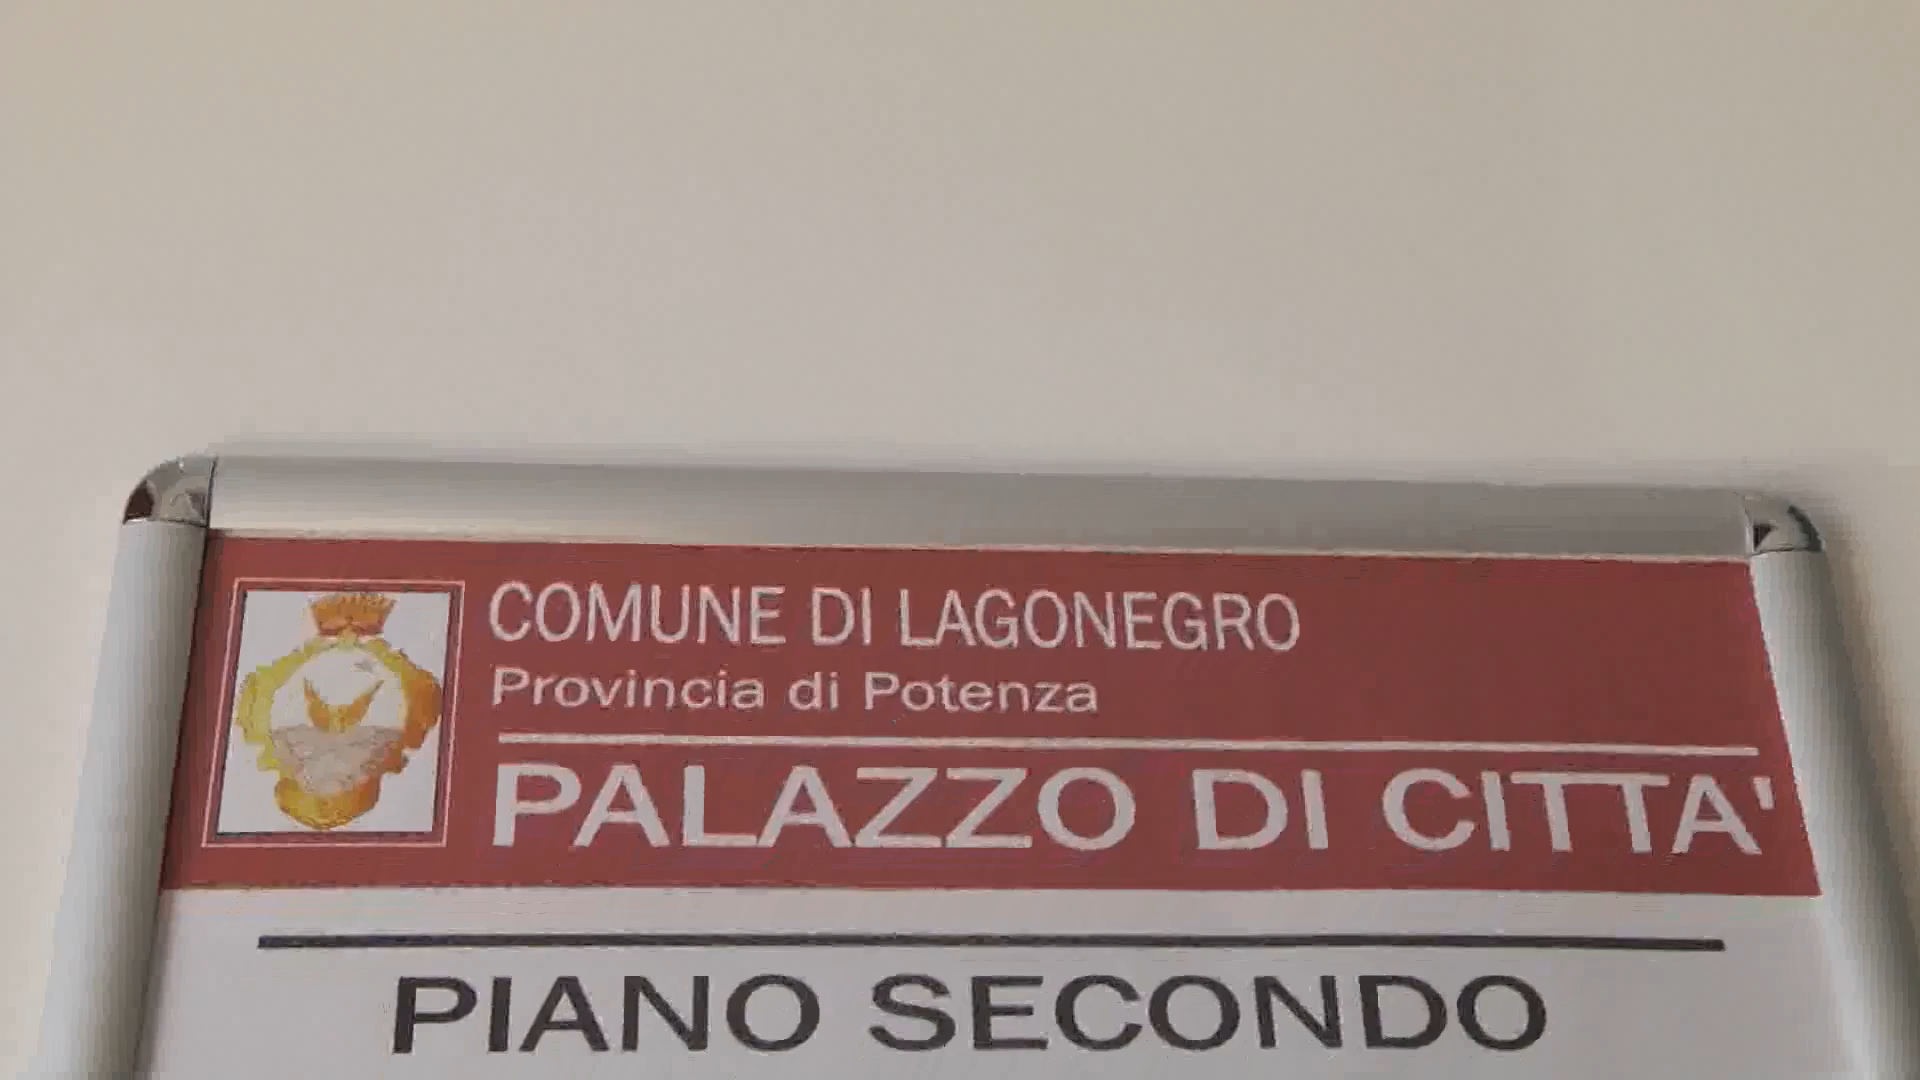 COMUNE DI LAGONEGRO
Provincia di Potenza
PALAZZO DI CITTA'
PIANO SECONDO